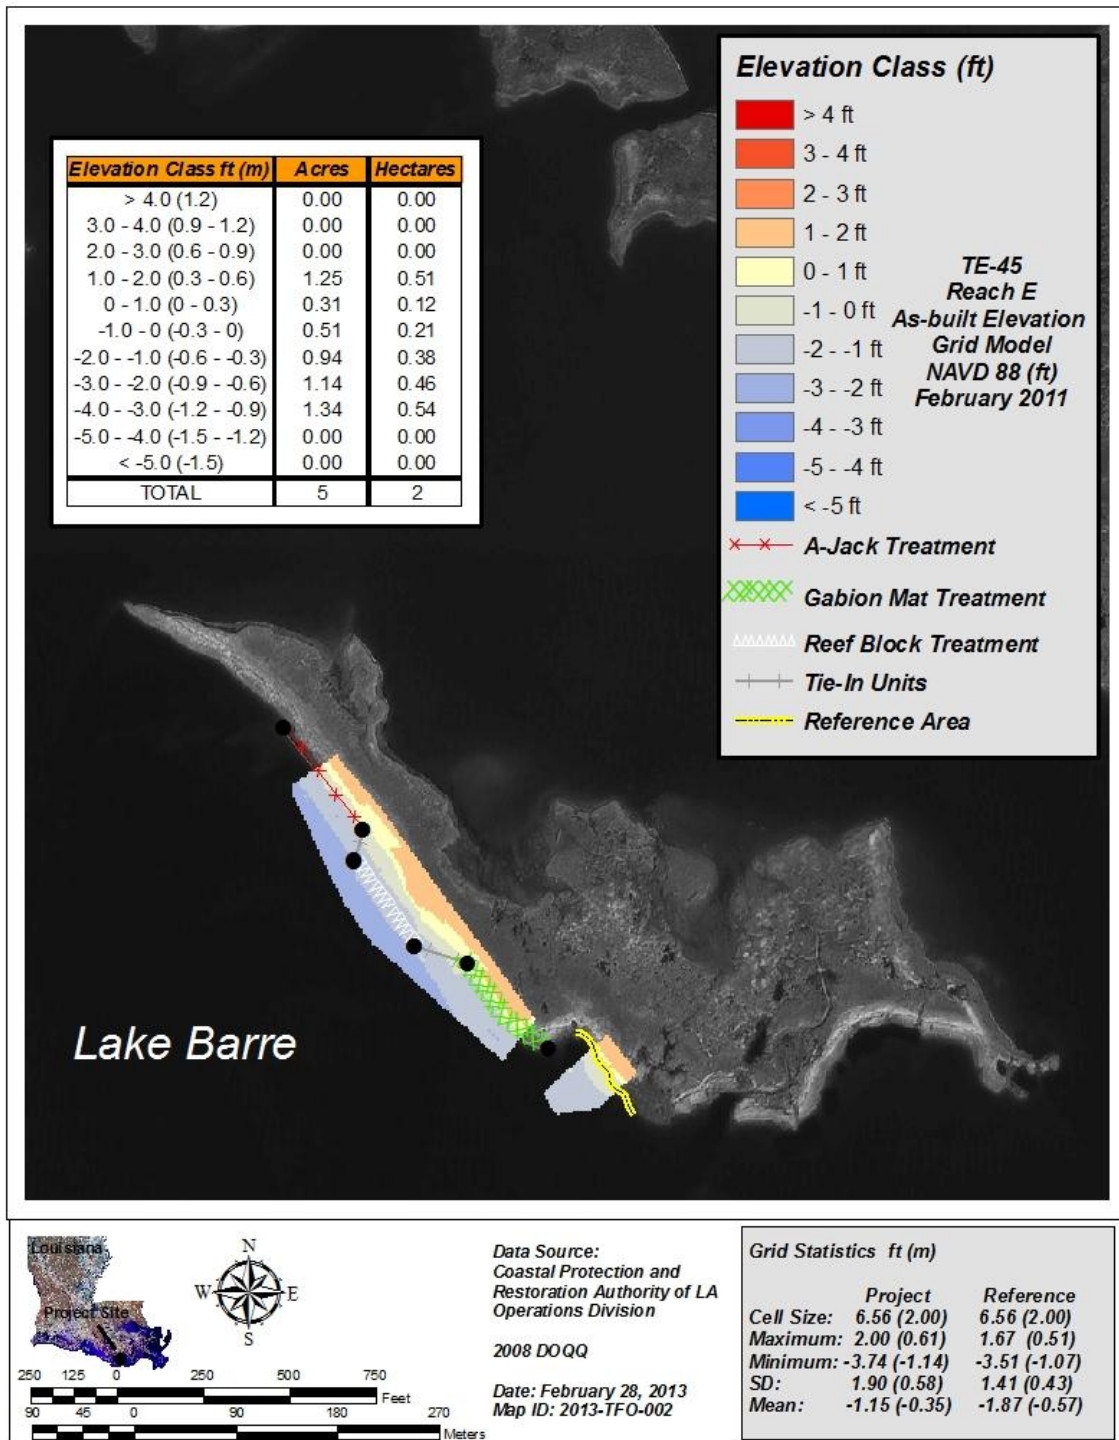 Elevation Class ft (m) Acres Hectares
> 4.0 (1.2) 0.00 0.00
3.0 - 4.0 (0.9 - 1.2) 0.00 0.00
2.0 - 3.0 (0.6 - 0.9) 0.00 0.00
1.0 - 2.0 (0.3 - 0.6) 1.25 0.51
0 - 1.0 (0 - 0.3) 0.31 0.12
-1.0 - 0 (-0.3 - 0) 0.51 0.21
-2.0 - -1.0 (-0.6 - -0.3) 0.94 0.38
-3.0 - -2.0 (-0.9 - -0.6) 1.14 0.46
-4.0 - -3.0 (-1.2 - -0.9) 1.34 0.54
-5.0 - -4.0 (-1.5 - -1.2) 0.00 0.00
< -5.0 (-1.5) 0.00 0.00
TOTAL 5 2
Elevation Class (ft)
> 4 ft
3 - 4 ft
2 - 3 ft
1 - 2 ft
0 - 1 ft
-1 - 0 ft
-2 - -1 ft
-3 - -2 ft
-4 - -3 ft
-5 - -4 ft
< -5 ft
TE-45
Reach E
As-built Elevation
Grid Model
NAVD 88 (ft)
February 2011
A-Jack Treatment
Gabion Mat Treatment
Reef Block Treatment
Tie-In Units
Reference Area
Lake Barre
Louisiana
Project Site
N
W E
S
250 125 0 250 500 750
Feet
90 45 0 90 180 270
Meters
Data Source:
Coastal Protection and
Restoration Authority of LA
Operations Division
2008 DOQQ
Date: February 28, 2013
Map ID: 2013-TFO-002
Grid Statistics ft (m)
Project Reference
Cell Size: 6.56 (2.00) 6.56 (2.00)
Maximum: 2.00 (0.61) 1.67 (0.51)
Minimum: -3.74 (-1.14) -3.51 (-1.07)
SD: 1.90 (0.58) 1.41 (0.43)
Mean: -1.15 (-0.35) -1.87 (-0.57)